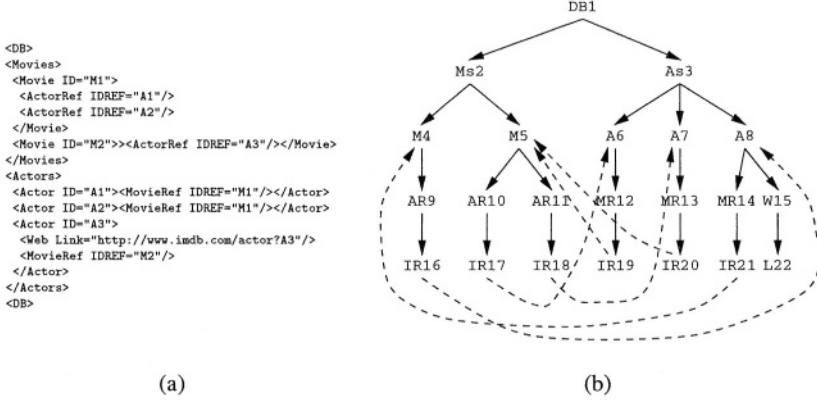 <DB>
<Movies>
<Movie ID="M1">
<ActorRef IDREF="A1"/>
<ActorRef IDREF="A2"/>
</Movie>
<Movie ID="M2">><ActorRef IDREF="A3"/></Movie>
</Movies>
<Actors>
<Actor ID="A1"><MovieRef IDREF="M1"/></Actor>
<Actor ID="A2"><MovieRef IDREF="M1"/></Actor>
<Actor ID="A3">
<Web Link="http://www.imdb.com/actor?A3"/>
<MovieRef IDREF="M2"/>
</Actor>
</Actors>
<DB>
(a)
DB1
Ms2 As3
M4 M5 A6 A7 A8
AR9 AR10 AR11 MR12 MR13 MR14 W15
IR16 IR17 IR18 IR19 IR20 IR21 L22
(b)